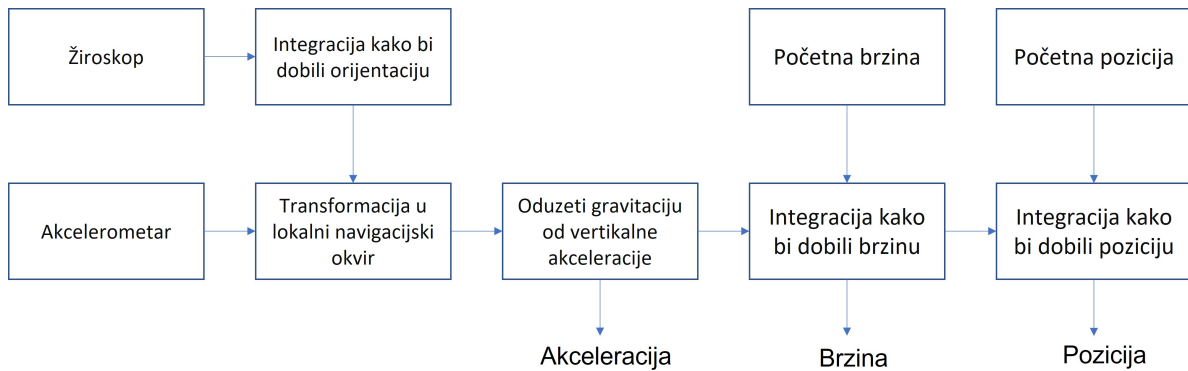 Žiroskop
Integracija kako bi
dobili orijentaciju
Početna brzina
Početna pozicija
Akcelerometar
Transformacija u
lokalni navigacijski
okvir
Oduzeti gravitaciju
od vertikalne
akceleracije
Integracija kako
bi dobili brzinu
Integracija kako
bi dobili poziciju
Akceleracija
Brzina
Pozicija